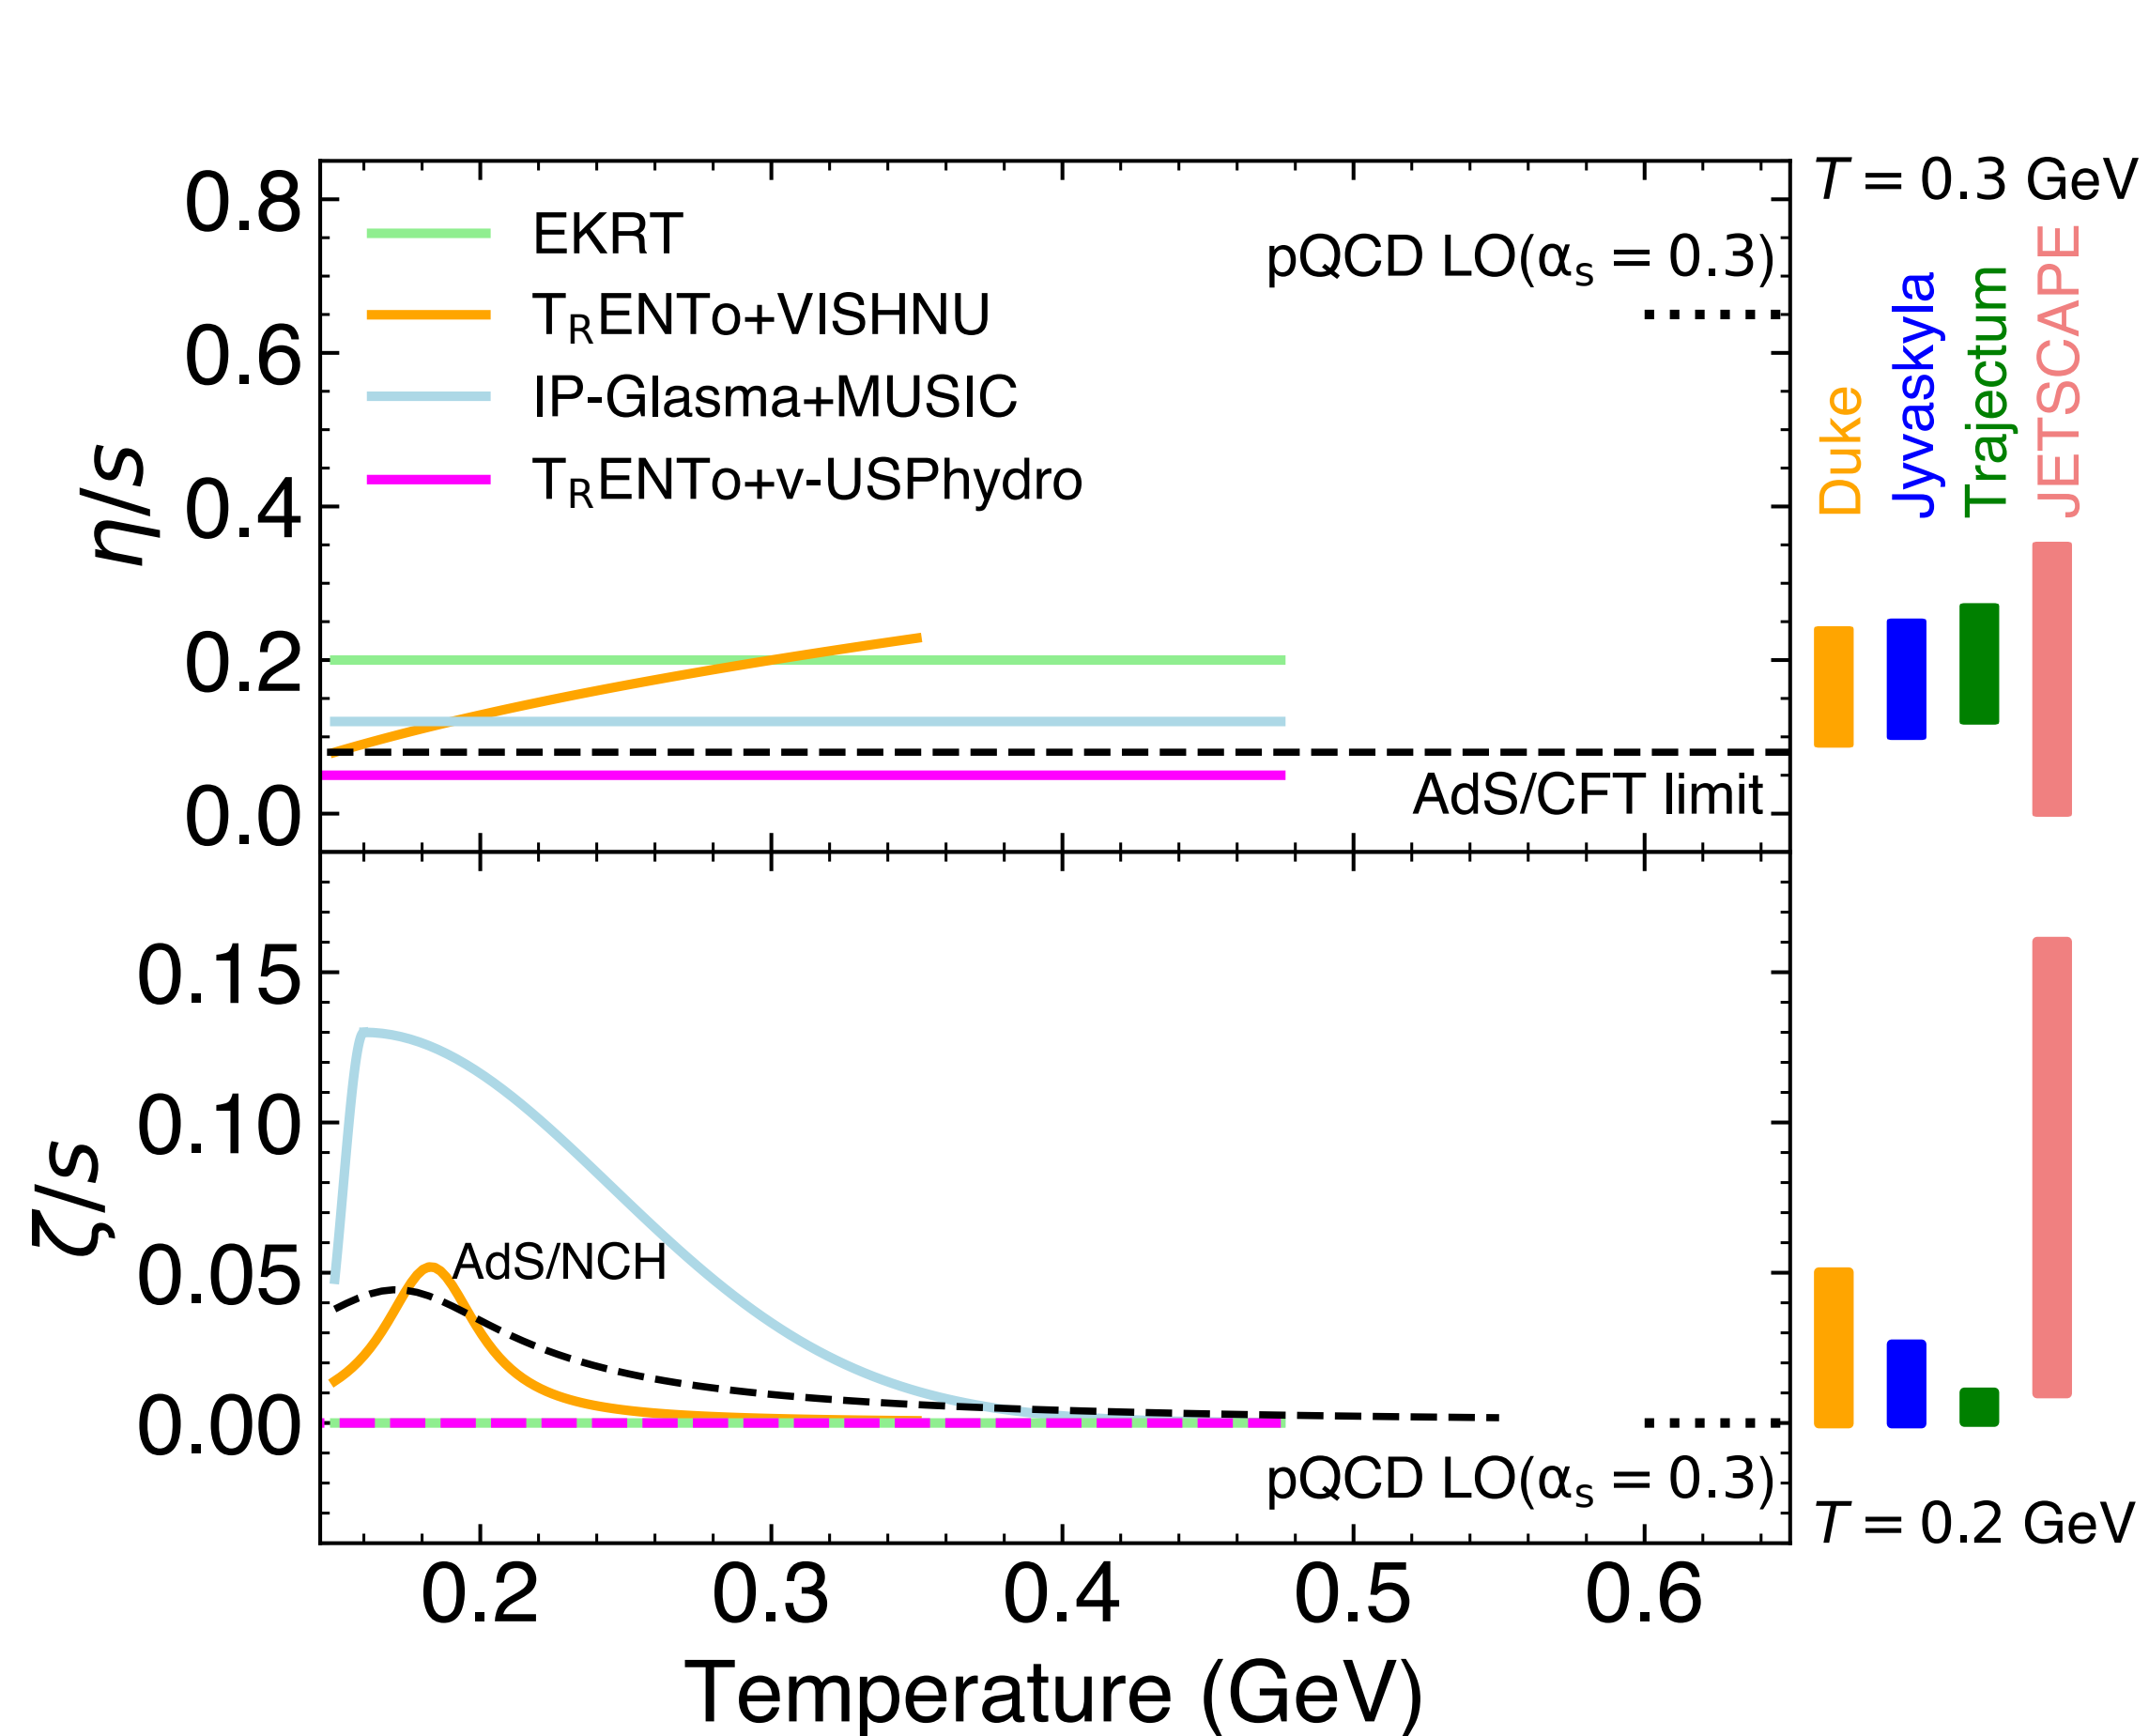 0.8
0.6
0.4
0.2
0.0
η/s
EKRT
TRENTo+VISHNU
IP-Glasma+MUSIC
TRENTo+v-USPhydro
pQCD LO(αs = 0.3)
AdS/CFT limit
T = 0.3 GeV
Duke
Jyvaskyla
Trajectum
JETSCAPE
0.15
0.10
0.05
0.00
ζ/s
AdS/NCH
pQCD LO(αs = 0.3)
T = 0.2 GeV
0.2 0.3 0.4 0.5 0.6
Temperature (GeV)